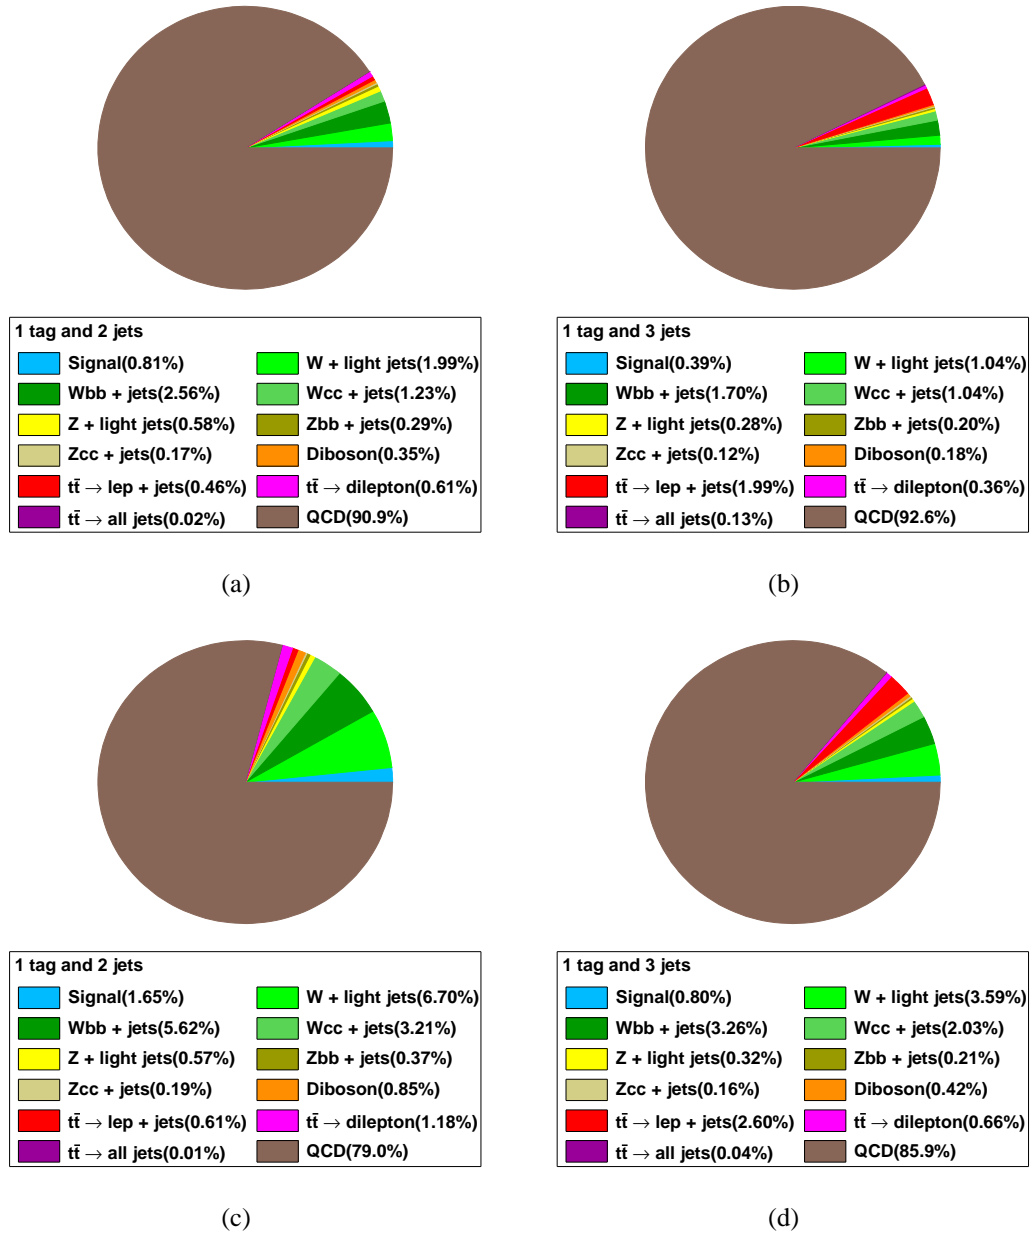 1 tag and 2 jets
Signal(0.81%) W + light jets(1.99%)
Wbb + jets(2.56%) Wcc + jets(1.23%)
Z + light jets(0.58%) Zbb + jets(0.29%)
Zcc + jets(0.17%) Diboson(0.35%)
tt̄ → lep + jets(0.46%) tt̄ → dilepton(0.61%)
tt̄ → all jets(0.02%) QCD(90.9%)
(a)
1 tag and 3 jets
Signal(0.39%) W + light jets(1.04%)
Wbb + jets(1.70%) Wcc + jets(1.04%)
Z + light jets(0.28%) Zbb + jets(0.20%)
Zcc + jets(0.12%) Diboson(0.18%)
tt̄ → lep + jets(1.99%) tt̄ → dilepton(0.36%)
tt̄ → all jets(0.13%) QCD(92.6%)
(b)
1 tag and 2 jets
Signal(1.65%) W + light jets(6.70%)
Wbb + jets(5.62%) Wcc + jets(3.21%)
Z + light jets(0.57%) Zbb + jets(0.37%)
Zcc + jets(0.19%) Diboson(0.85%)
tt̄ → lep + jets(0.61%) tt̄ → dilepton(1.18%)
tt̄ → all jets(0.01%) QCD(79.0%)
(c)
1 tag and 3 jets
Signal(0.80%) W + light jets(3.59%)
Wbb + jets(3.26%) Wcc + jets(2.03%)
Z + light jets(0.32%) Zbb + jets(0.21%)
Zcc + jets(0.16%) Diboson(0.42%)
tt̄ → lep + jets(2.60%) tt̄ → dilepton(0.66%)
tt̄ → all jets(0.04%) QCD(85.9%)
(d)